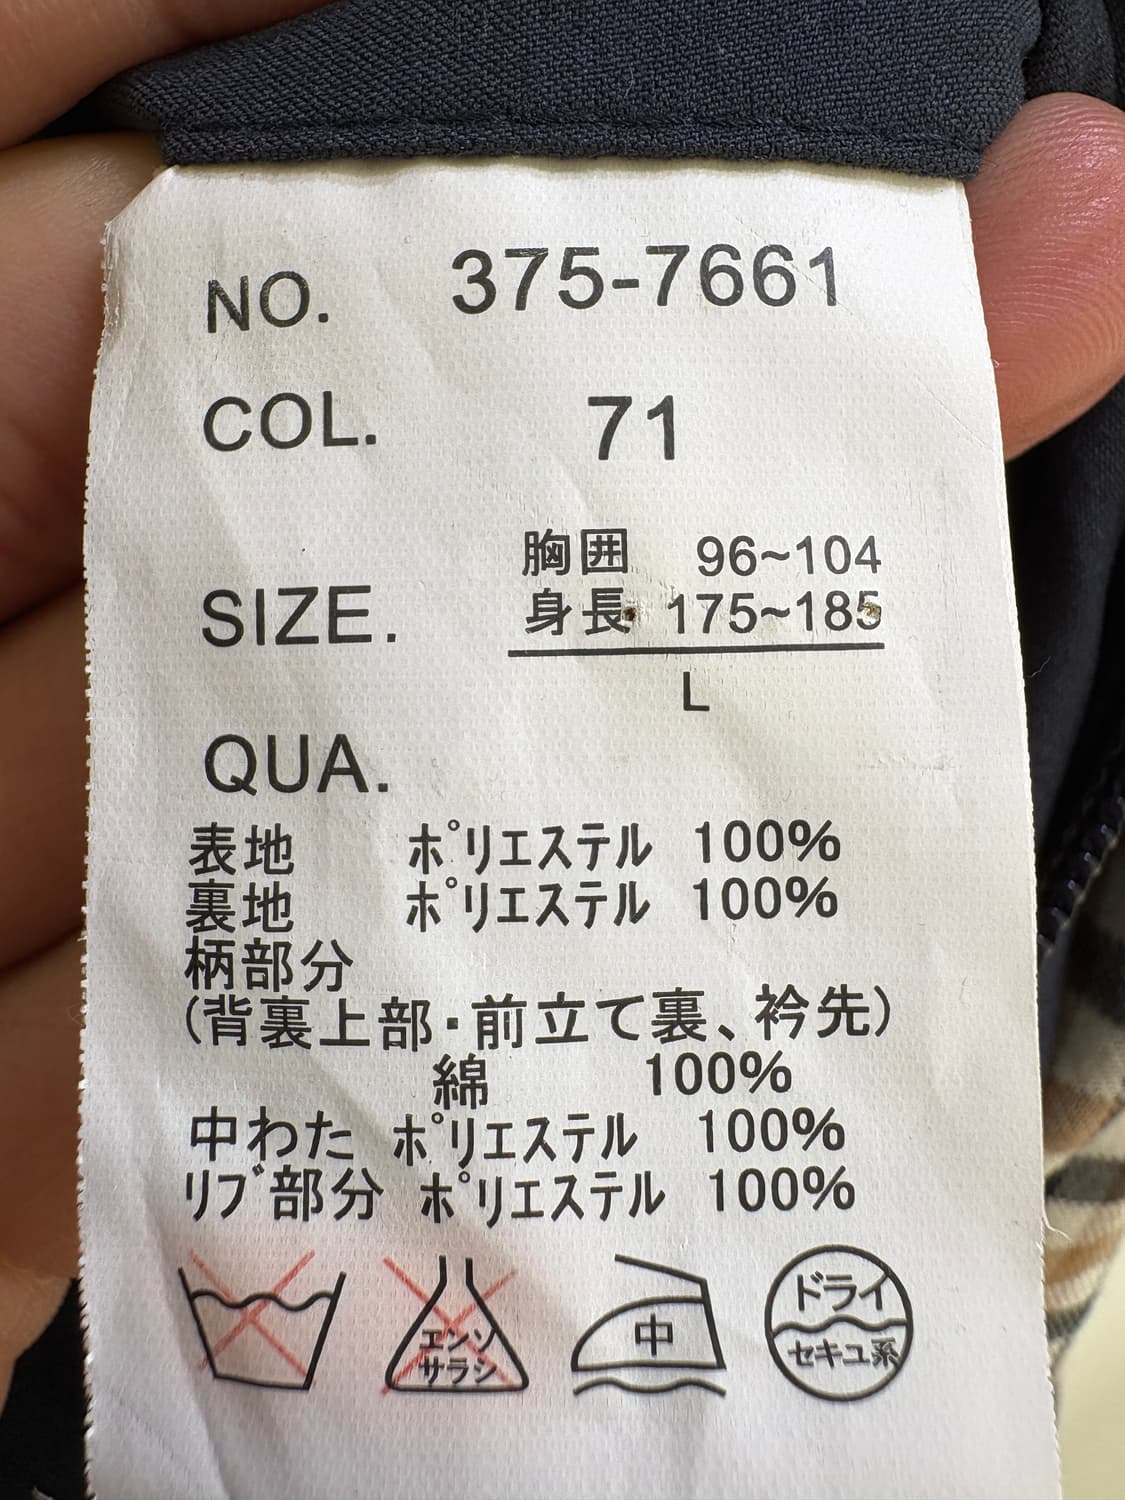 NO. 375-7661
COL. 71
胸囲 96~104
SIZE. 身長 175~185
L
QUA.
表地 ポリエステル 100%
裏地 ポリエステル 100%
柄部分
(背裏上部・前立て裏、衿先)
綿 100%
中わた ポリエステル 100%
リブ部分 ポリエステル 100%
エンソ
サラシ
中
ドライ
セキユ系